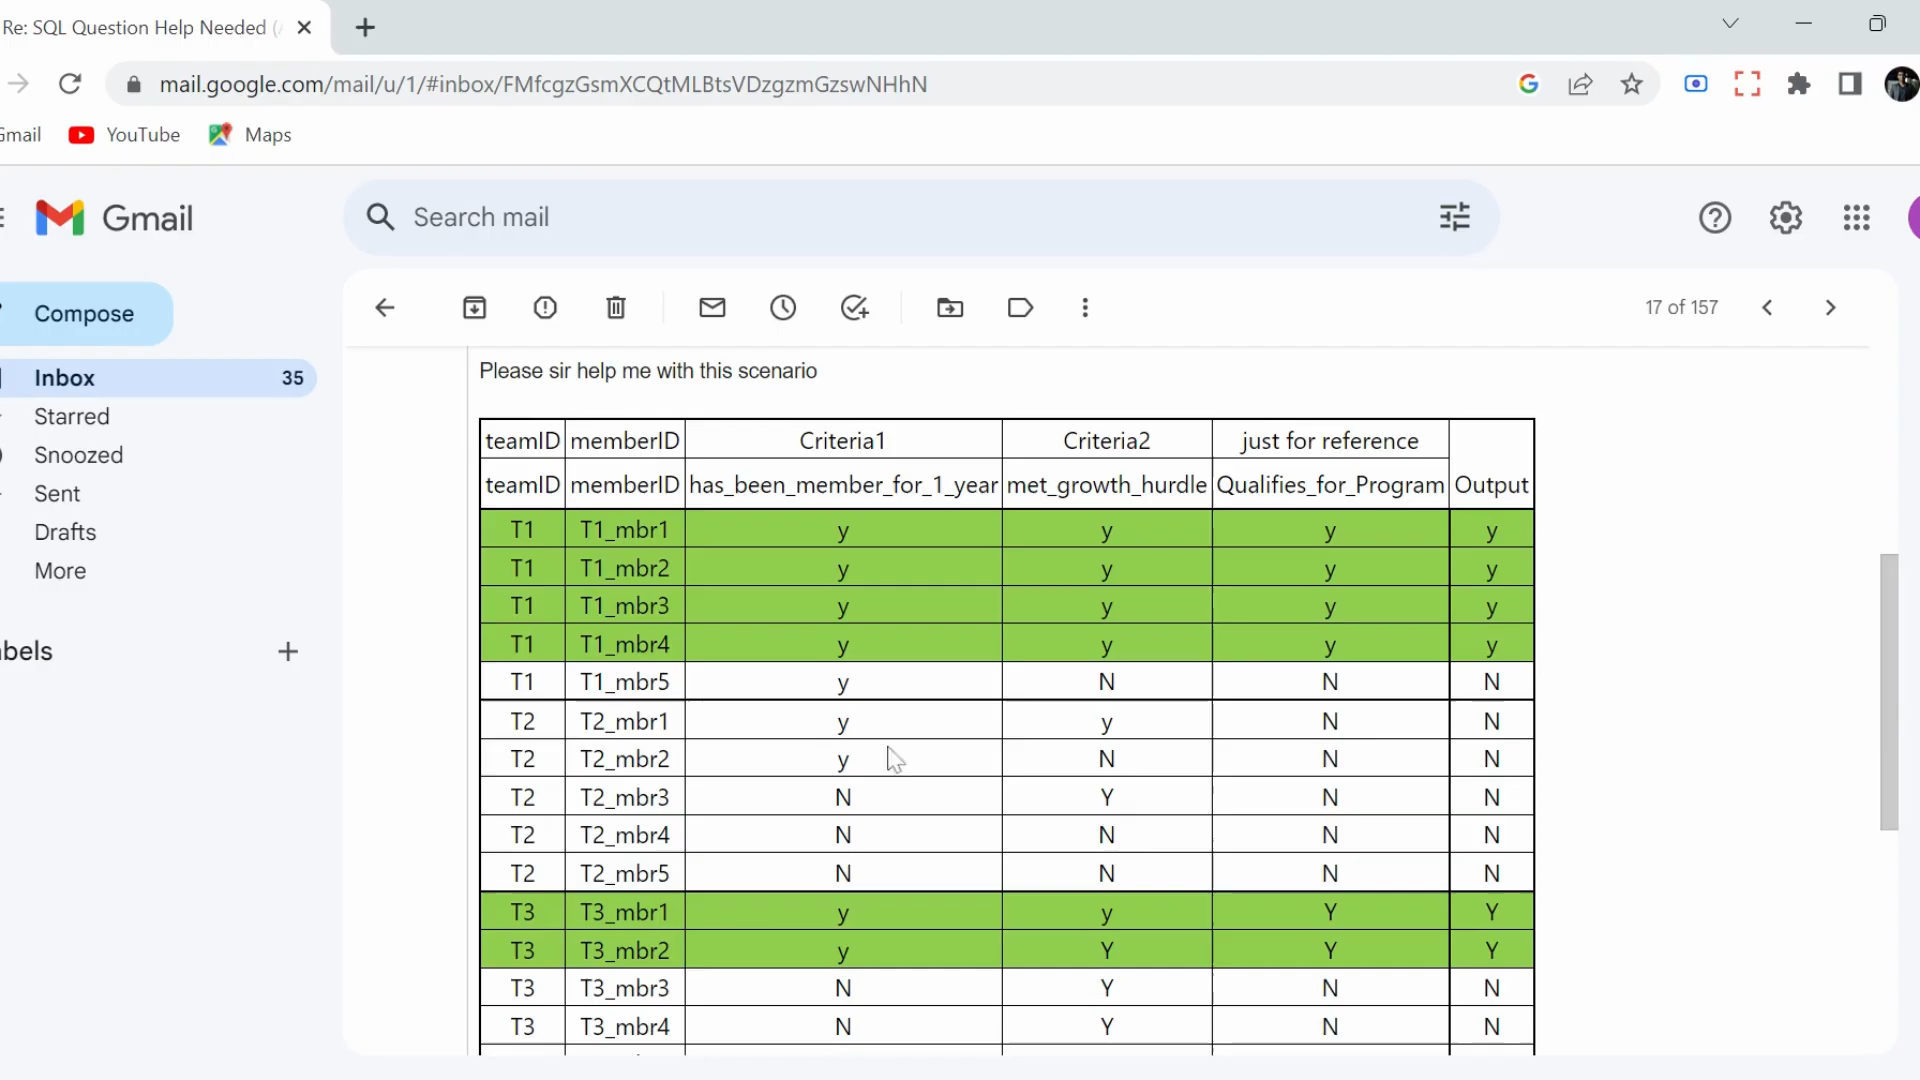 Re: SQL Question Help Needed (
mail.google.com/mail/u/1/#inbox/FMfcgzGsmXCQtMLBtsVDzgzmGzswNHhN
Gmail YouTube Maps
Gmail
Search mail
Compose
17 of 157
Inbox 35
Starred
Snoozed
Sent
Drafts
More
bels
Please sir help me with this scenario
teamID memberID Criteria1 Criteria2 just for reference
teamID memberID has_been_member_for_1_year met_growth_hurdle Qualifies_for_Program Output
T1 T1_mbr1 y y y y
T1 T1_mbr2 y y y y
T1 T1_mbr3 y y y y
T1 T1_mbr4 y y y y
T1 T1_mbr5 y N N N
T2 T2_mbr1 y y N N
T2 T2_mbr2 y N N N
T2 T2_mbr3 N Y N N
T2 T2_mbr4 N N N N
T2 T2_mbr5 N N N N
T3 T3_mbr1 y y Y Y
T3 T3_mbr2 y Y Y Y
T3 T3_mbr3 N Y N N
T3 T3_mbr4 N Y N N